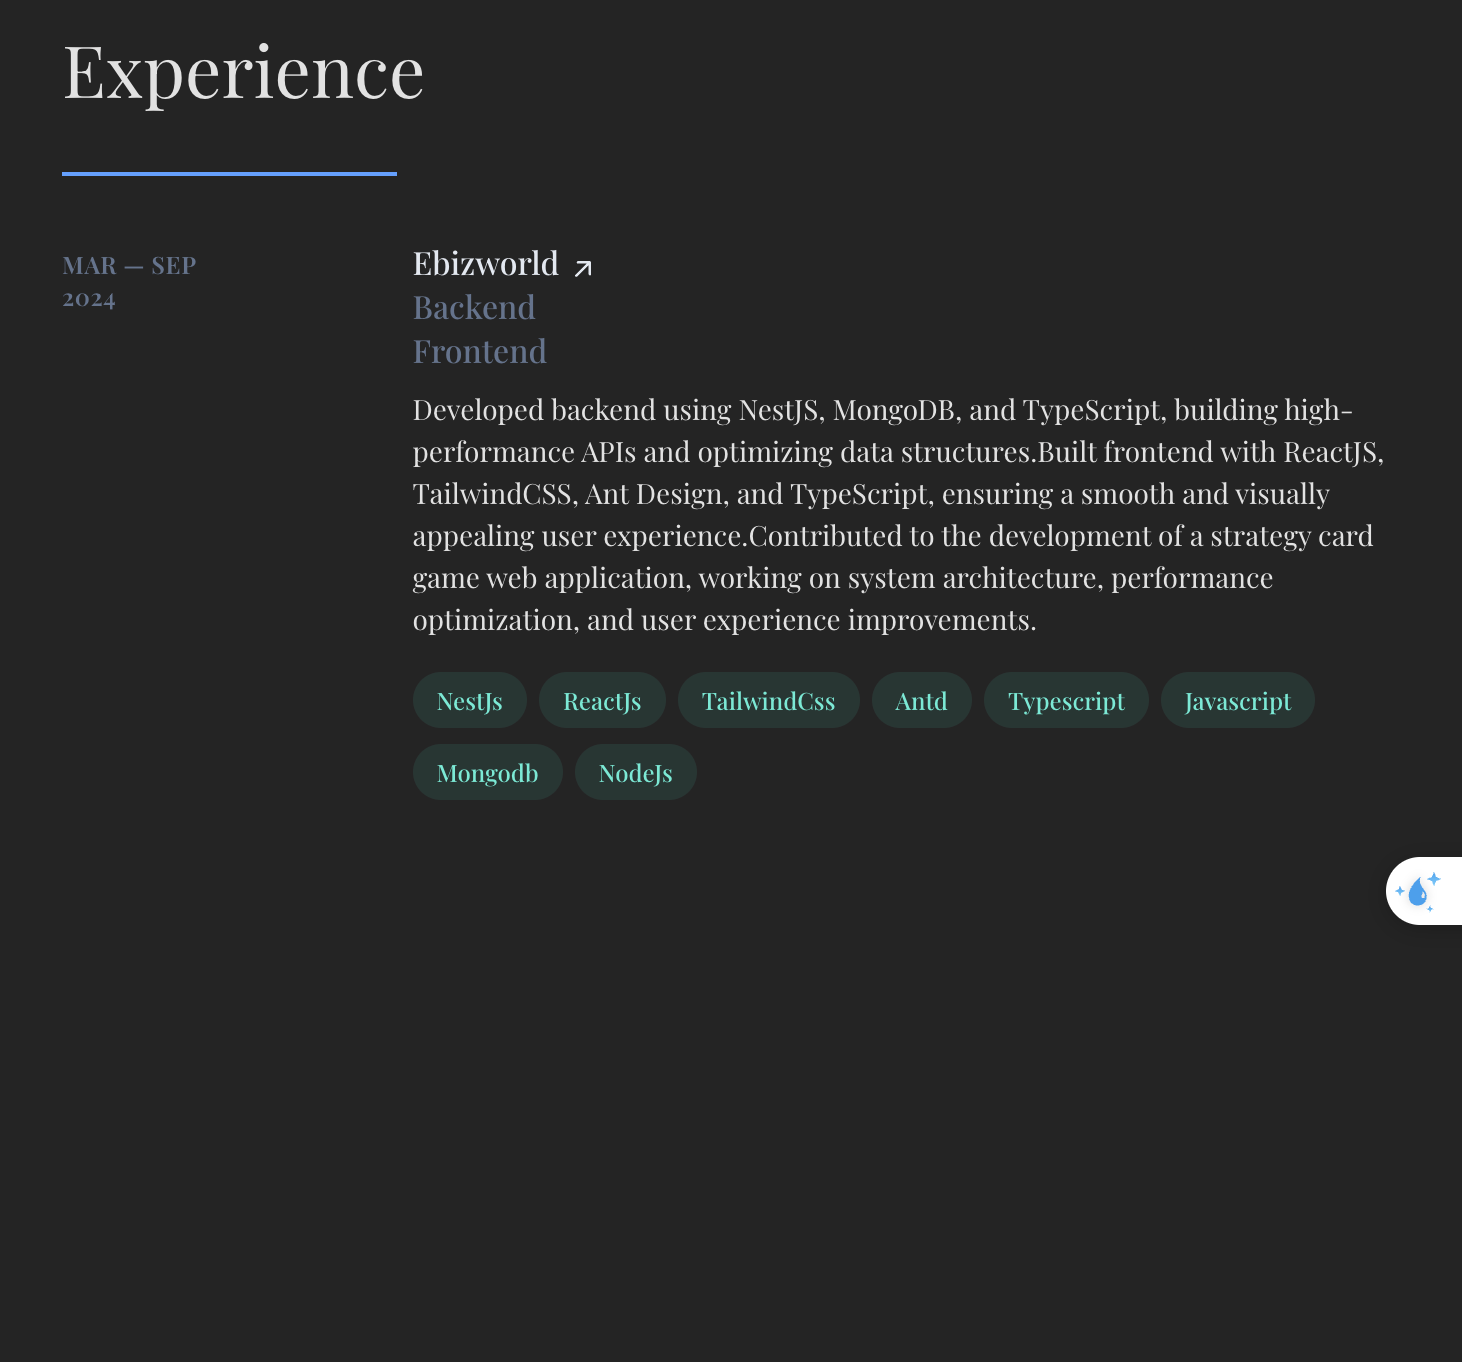 Experience
MAR — SEP
2024
Ebizworld
Backend
Frontend
Developed backend using NestJS, MongoDB, and TypeScript, building high-
performance APIs and optimizing data structures.Built frontend with ReactJS,
TailwindCSS, Ant Design, and TypeScript, ensuring a smooth and visually
appealing user experience.Contributed to the development of a strategy card
game web application, working on system architecture, performance
optimization, and user experience improvements.
NestJs ReactJs TailwindCss Antd Typescript Javascript
Mongodb NodeJs